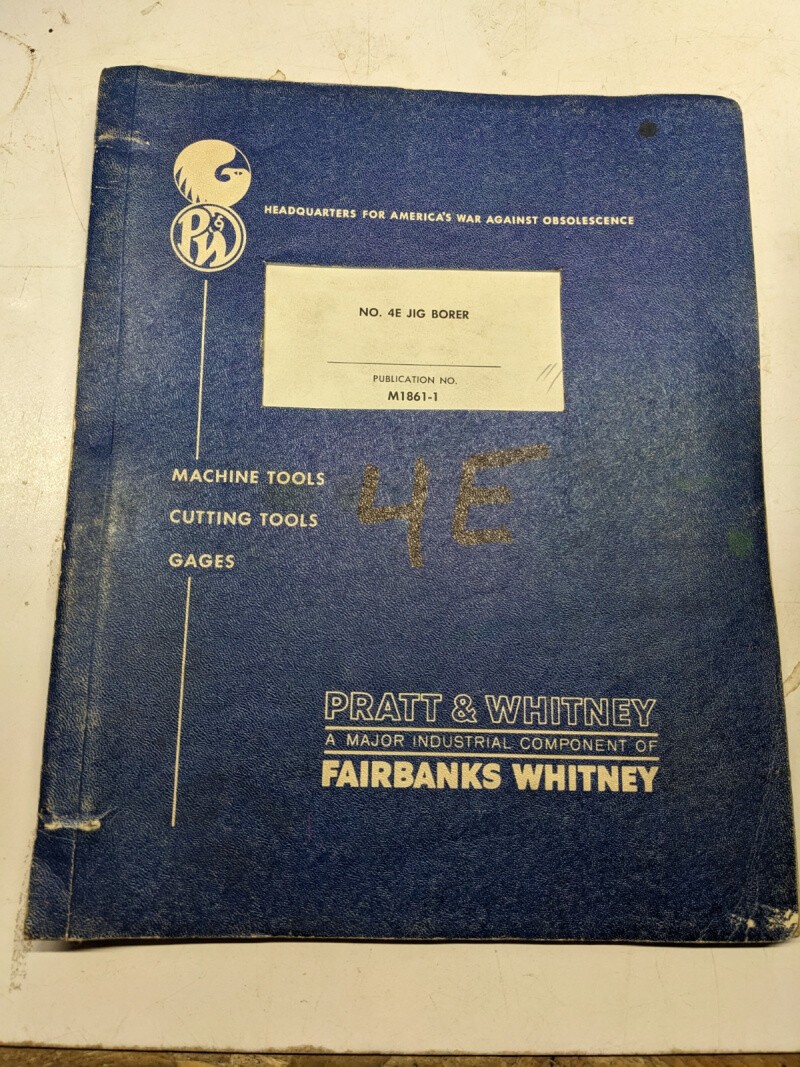 P&W
HEADQUARTERS FOR AMERICA'S WAR AGAINST OBSOLESCENCE
NO. 4E JIG BORER
PUBLICATION NO.
M1861-1
MACHINE TOOLS
CUTTING TOOLS
GAGES
4E
PRATT & WHITNEY
A MAJOR INDUSTRIAL COMPONENT OF
FAIRBANKS WHITNEY